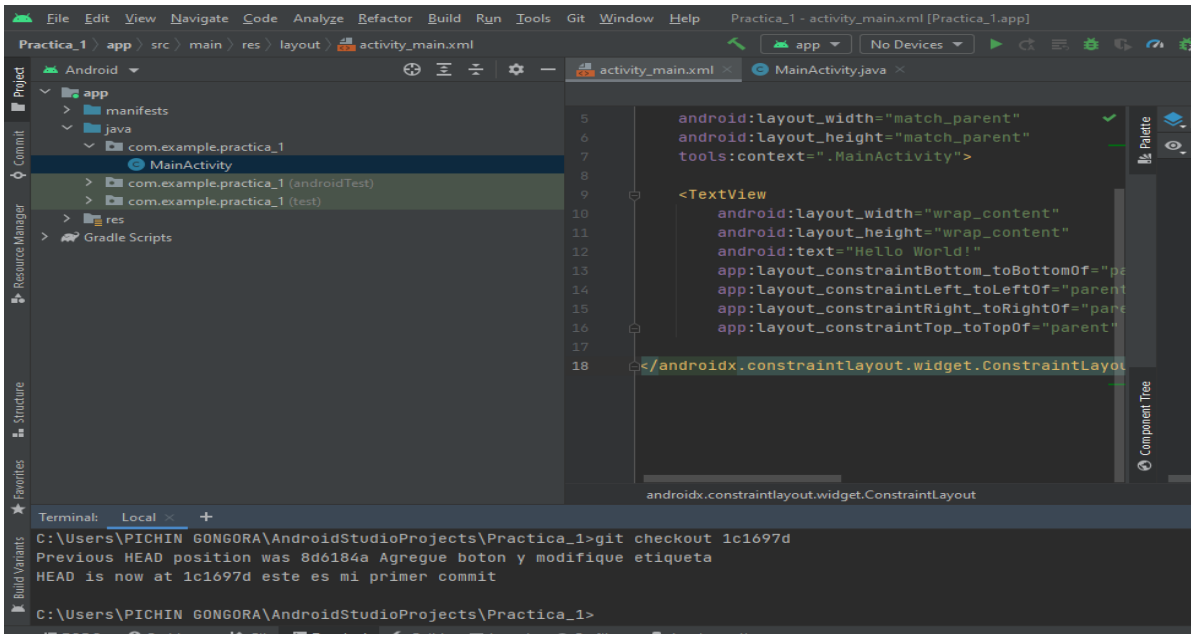 File Edit View Navigate Code Analyze Refactor Build Run Tools Git Window Help Practica_1 - activity_main.xml [Practica_1.app]
Practica_1 app src main res layout activity_main.xml app No Devices
Project
Android
activity_main.xml
MainActivity.java
app
manifests
java
com.example.practica_1
MainActivity
com.example.practica_1 (androidTest)
com.example.practica_1 (test)
res
Gradle Scripts
Commit
Resource Manager
Structure
Favorites
Build Variants
5 android:layout_width="match_parent"
6 android:layout_height="match_parent"
7 tools:context=".MainActivity">
8
9 <TextView
10 android:layout_width="wrap_content"
11 android:layout_height="wrap_content"
12 android:text="Hello World!"
13 app:layout_constraintBottom_toBottomOf="pa
14 app:layout_constraintLeft_toLeftOf="parent
15 app:layout_constraintRight_toRightOf="pare
16 app:layout_constraintTop_toTopOf="parent"
17
18 </androidx.constraintlayout.widget.ConstraintLayou
Palette
Component Tree
androidx.constraintlayout.widget.ConstraintLayout
Terminal: Local +
C:\Users\PICHIN GONGORA\AndroidStudioProjects\Practica_1>git checkout 1c1697d
Previous HEAD position was 8d6184a Agregue boton y modifique etiqueta
HEAD is now at 1c1697d este es mi primer commit
C:\Users\PICHIN GONGORA\AndroidStudioProjects\Practica_1>